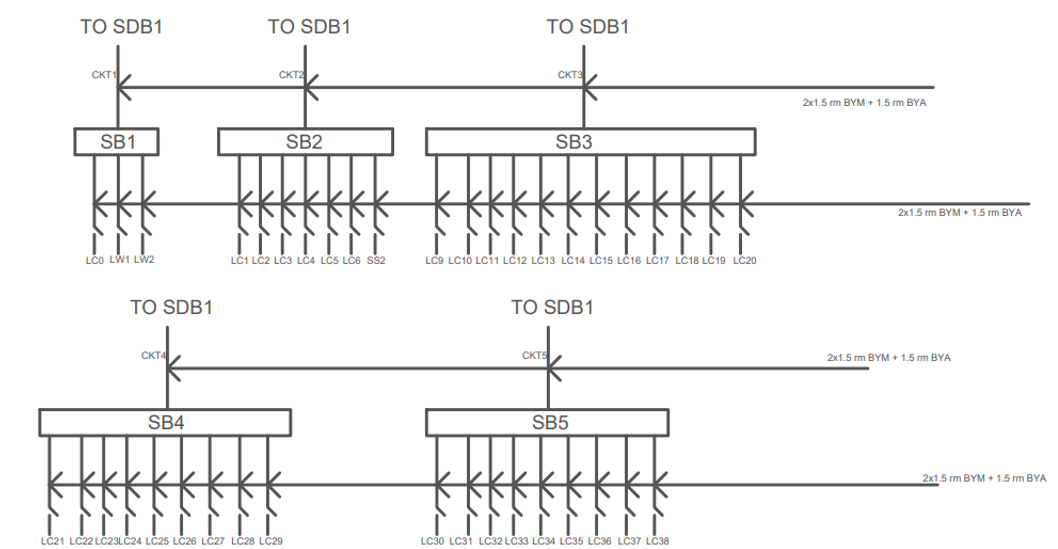 TO SDB1 TO SDB1 TO SDB1
CKT1 CKT2 CKT3
2x1.5 rm BYM + 1.5 rm BYA
SB1 SB2 SB3
2x1.5 rm BYM + 1.5 rm BYA
LC0 LW1 LW2 LC1 LC2 LC3 LC4 LC5 LC6 SS2 LC9 LC10 LC11 LC12 LC13 LC14 LC15 LC16 LC17 LC18 LC19 LC20
TO SDB1 TO SDB1
CKT4 CKT5 2x1.5 rm BYM + 1.5 rm BYA
SB4 SB5
2x1.5 rm BYM + 1.5 rm BYA
LC21 LC22 LC23 LC24 LC25 LC26 LC27 LC28 LC29 LC30 LC31 LC32 LC33 LC34 LC35 LC36 LC37 LC38